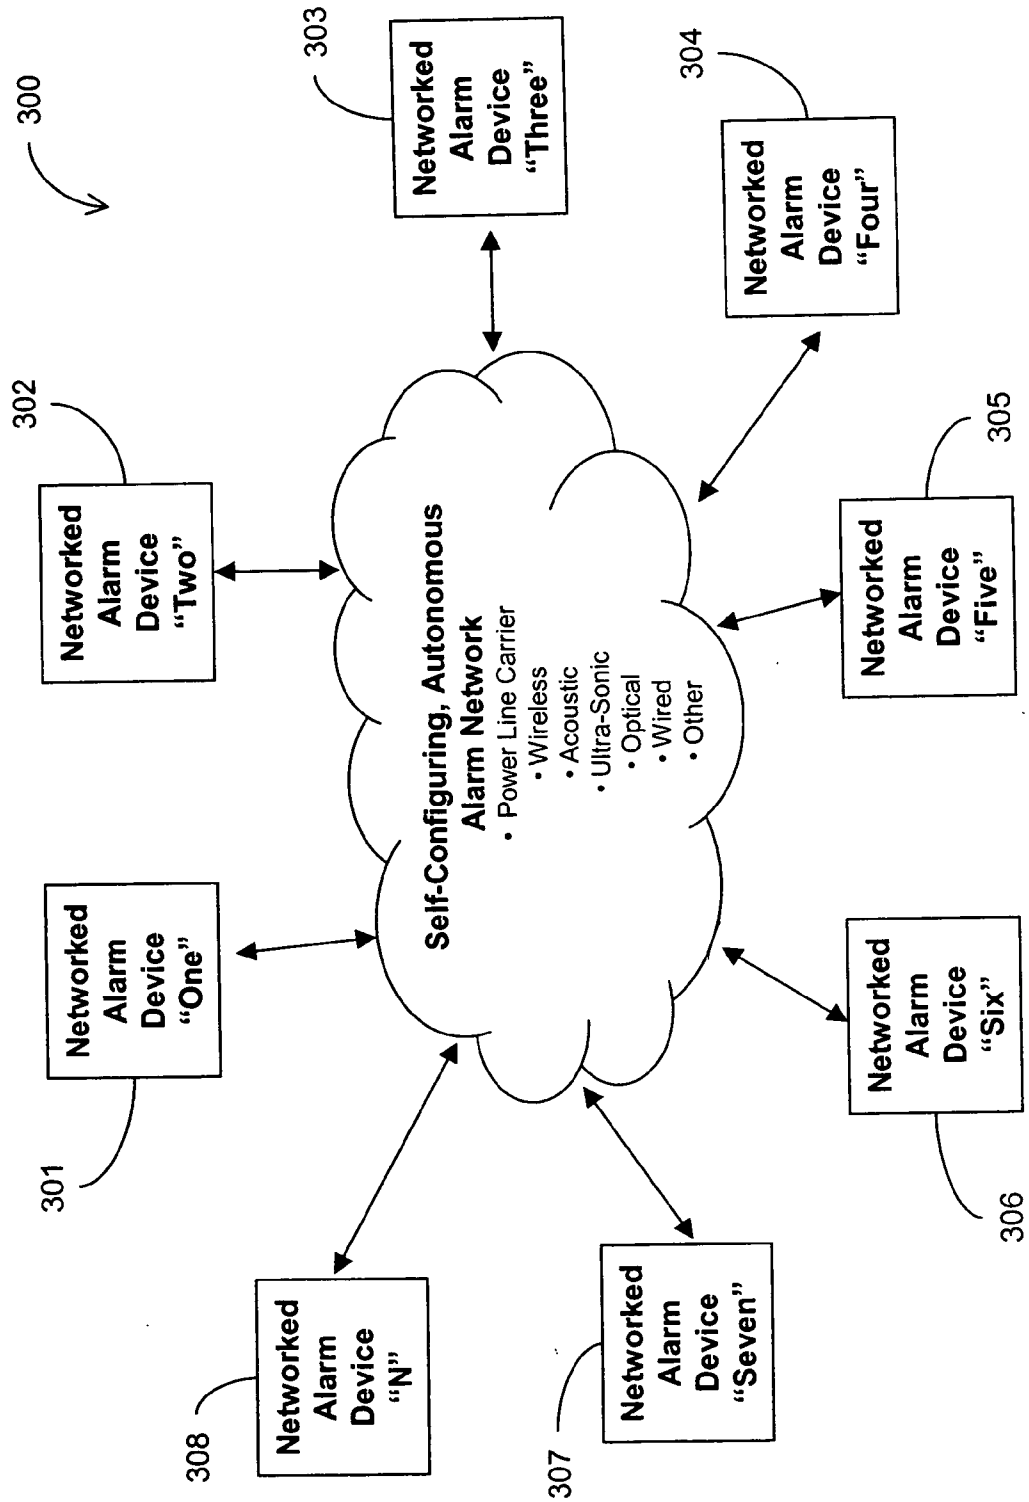 300
301
Networked
Alarm
Device
“One”
302
Networked
Alarm
Device
“Two”
303
Networked
Alarm
Device
“Three”
304
Networked
Alarm
Device
“Four”
305
Networked
Alarm
Device
“Five”
306
Networked
Alarm
Device
“Six”
307
Networked
Alarm
Device
“Seven”
308
Networked
Alarm
Device
“N”
Self-Configuring, Autonomous
Alarm Network
• Power Line Carrier
• Wireless
• Acoustic
• Ultra-Sonic
• Optical
• Wired
• Other